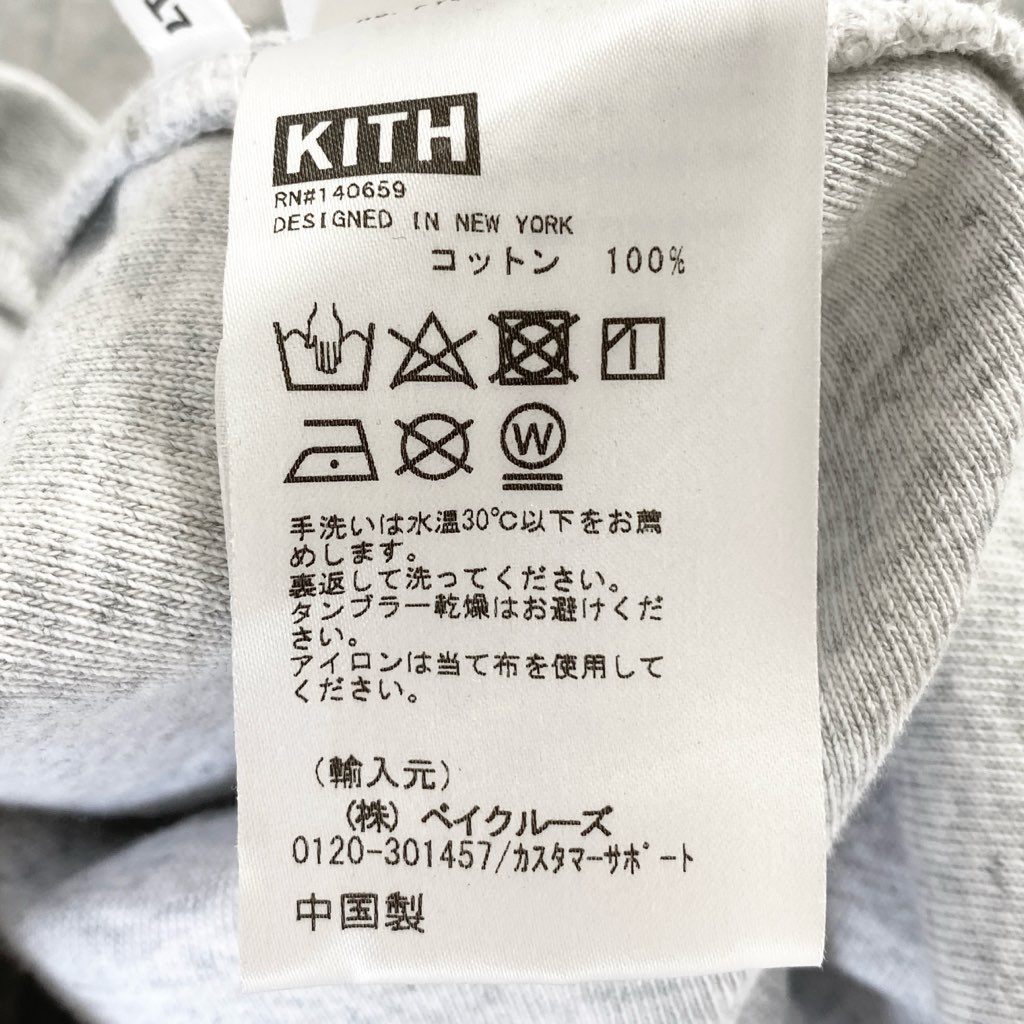 17
KITH
RN#140659
DESIGNED IN NEW YORK
コットン 100%
W
手洗いは水温30℃以下をお薦
めします。
裏返して洗ってください。
タンブラー乾燥はお避けくだ
さい。
アイロンは当て布を使用して
ください。
(輸入元)
(株) ベイクルーズ
0120-301457/カスタマーサポート
中国製